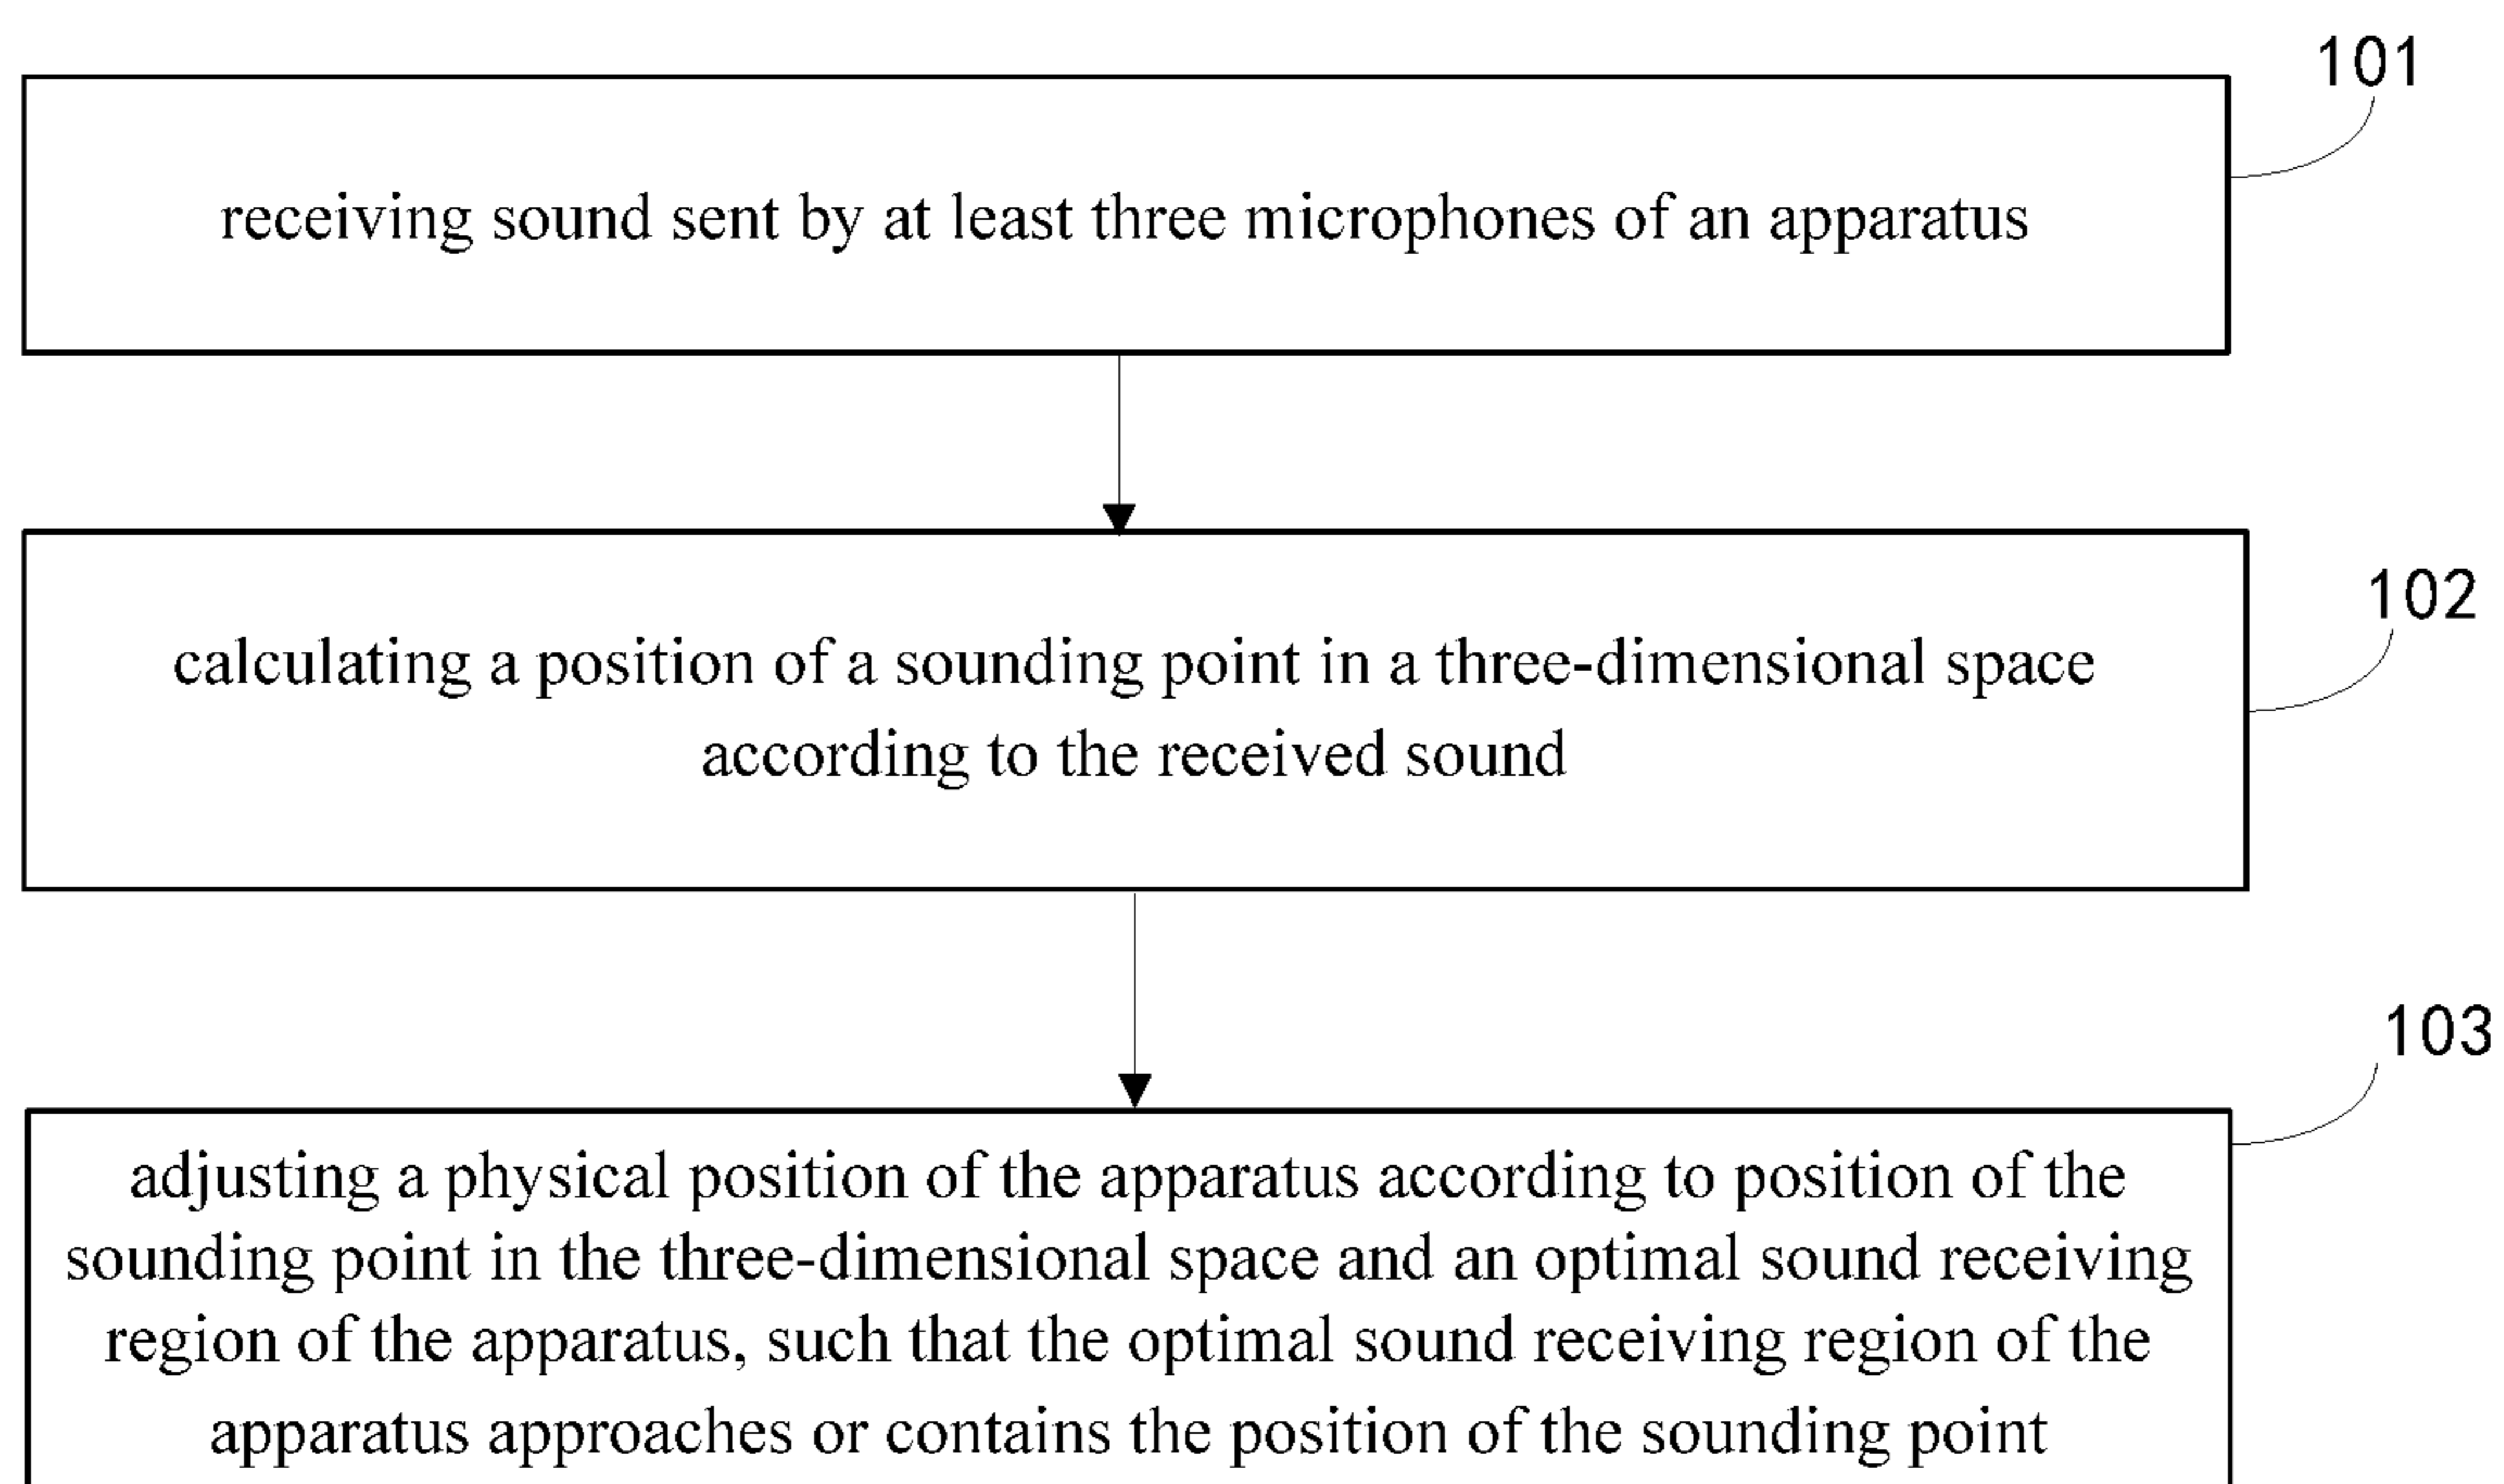 101
receiving sound sent by at least three microphones of an apparatus
102
calculating a position of a sounding point in a three-dimensional space
according to the received sound
103
adjusting a physical position of the apparatus according to position of the
sounding point in the three-dimensional space and an optimal sound receiving
region of the apparatus, such that the optimal sound receiving region of the
apparatus approaches or contains the position of the sounding point